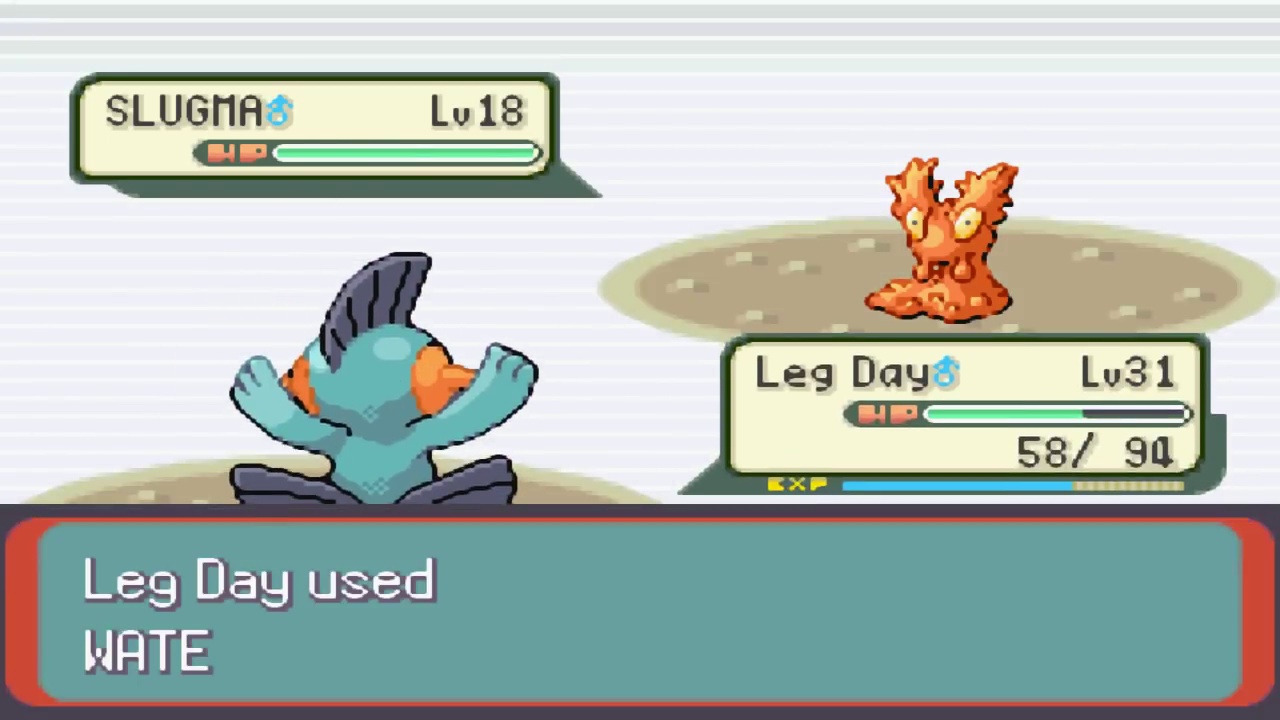 SLUGMA♂ Lv18
HP
Leg Day♂ Lv31
HP
58/ 94
EXP
Leg Day used
WATE